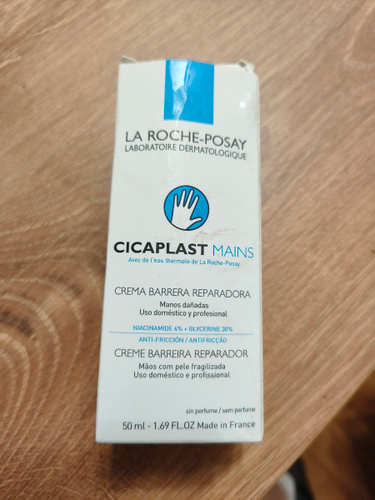 LA ROCHE-POSAY
LABORATOIRE DERMATOLOGIQUE
CICAPLAST MAINS
Avec de l'eau thermale de La Roche-Posay
CREMA BARRERA REPARADORA
Manos dañadas
Uso doméstico y profesional
NIACINAMIDE 4% + GLYCERINE 30%
ANTI-FRICCIÓN / ANTIFRICÇÃO
CREME BARREIRA REPARADOR
Mãos com pele fragilizada
Uso doméstico e profissional
sin perfume / sem perfume
50 ml - 1.69 FL.OZ Made in France